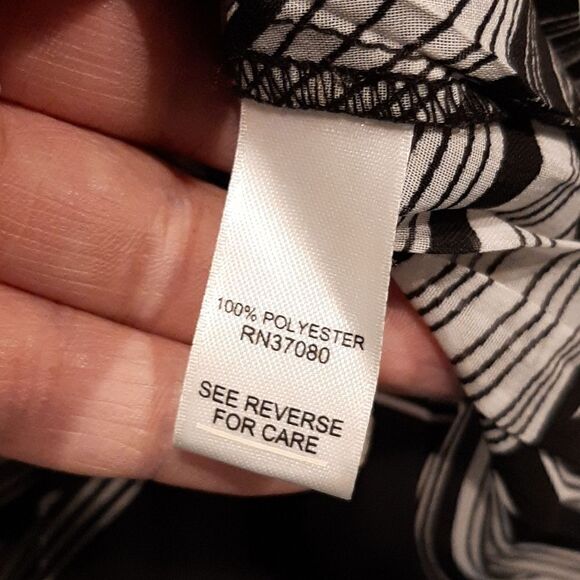 100% POLYESTER
RN37080
SEE REVERSE
FOR CARE